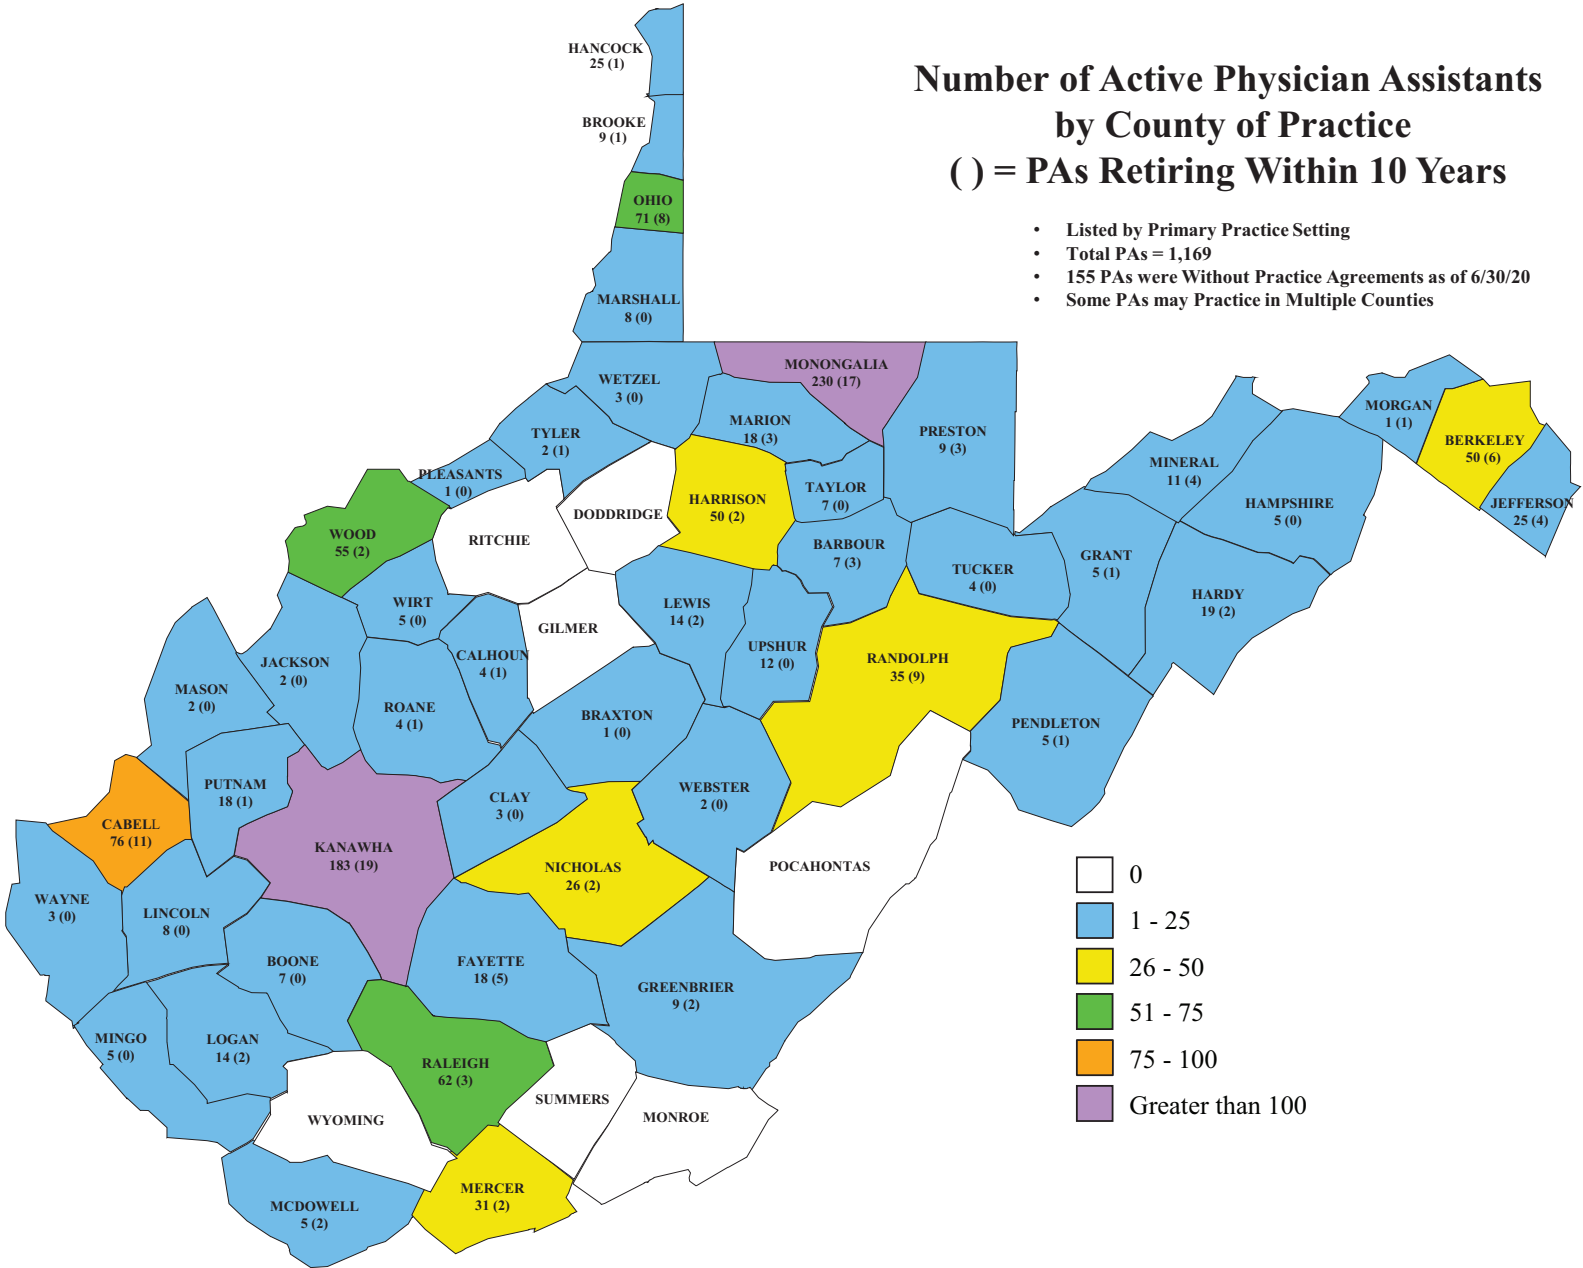 Number of Active Physician Assistants
by County of Practice
( ) = PAs Retiring Within 10 Years
• Listed by Primary Practice Setting
• Total PAs = 1,169
• 155 PAs were Without Practice Agreements as of 6/30/20
• Some PAs may Practice in Multiple Counties
HANCOCK
25 (1)
BROOKE
9 (1)
OHIO
71 (8)
MARSHALL
8 (0)
WETZEL
3 (0)
MONONGALIA
230 (17)
MARION
18 (3)
PRESTON
9 (3)
TYLER
2 (1)
PLEASANTS
1 (0)
MORGAN
1 (1)
BERKELEY
50 (6)
JEFFERSON
25 (4)
MINERAL
11 (4)
HAMPSHIRE
5 (0)
WOOD
55 (2)
RITCHIE
DODDRIDGE
HARRISON
50 (2)
TAYLOR
7 (0)
BARBOUR
7 (3)
TUCKER
4 (0)
GRANT
5 (1)
HARDY
19 (2)
WIRT
5 (0)
CALHOUN
4 (1)
GILMER
LEWIS
14 (2)
UPSHUR
12 (0)
RANDOLPH
35 (9)
PENDLETON
5 (1)
MASON
2 (0)
JACKSON
2 (0)
ROANE
4 (1)
BRAXTON
1 (0)
WEBSTER
2 (0)
PUTNAM
18 (1)
CLAY
3 (0)
CABELL
76 (11)
KANAWHA
183 (19)
NICHOLAS
26 (2)
POCAHONTAS
WAYNE
3 (0)
LINCOLN
8 (0)
BOONE
7 (0)
FAYETTE
18 (5)
GREENBRIER
9 (2)
MINGO
5 (0)
LOGAN
14 (2)
RALEIGH
62 (3)
SUMMERS
MONROE
WYOMING
MCDOWELL
5 (2)
MERCER
31 (2)
0
1 - 25
26 - 50
51 - 75
75 - 100
Greater than 100